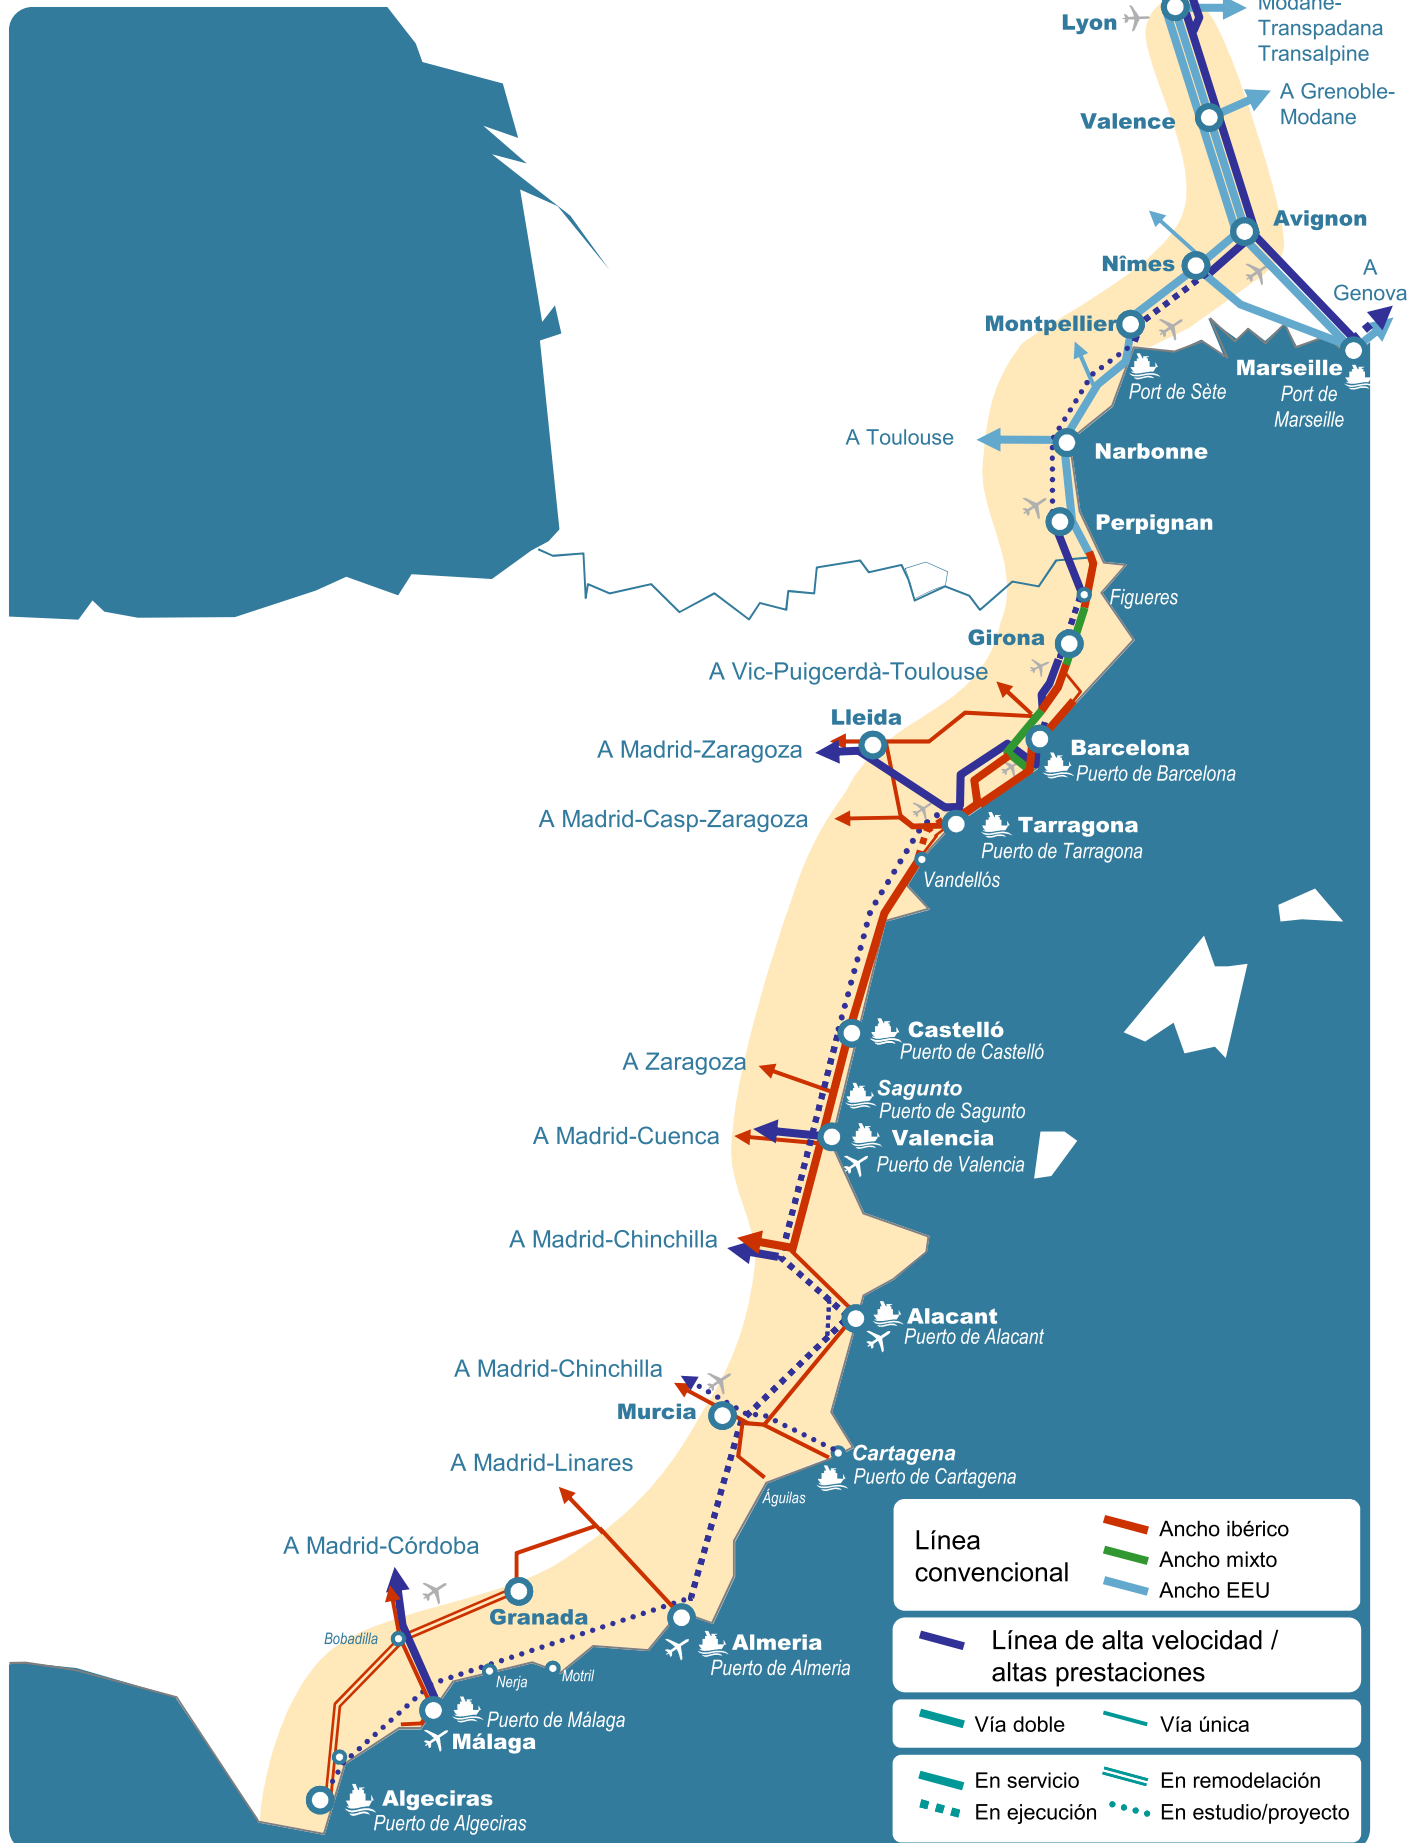 Modane-
Transpadana
Transalpine
Lyon
A Grenoble-
Modane
Valence
Avignon
Nîmes
A
Genova
Montpellier
Marseille
Port de
Marseille
Port de Sète
A Toulouse
Narbonne
Perpignan
Figueres
Girona
A Vic-Puigcerdà-Toulouse
Lleida
A Madrid-Zaragoza
Barcelona
Puerto de Barcelona
A Madrid-Casp-Zaragoza
Tarragona
Puerto de Tarragona
Vandellós
Castelló
Puerto de Castelló
A Zaragoza
Sagunto
Puerto de Sagunto
A Madrid-Cuenca
Valencia
Puerto de Valencia
A Madrid-Chinchilla
Alacant
Puerto de Alacant
A Madrid-Chinchilla
Murcia
Cartagena
Puerto de Cartagena
A Madrid-Linares
Águilas
A Madrid-Córdoba
Granada
Bobadilla
Almeria
Puerto de Almeria
Nerja
Motril
Puerto de Málaga
Málaga
Algeciras
Puerto de Algeciras
Línea
convencional
Ancho ibérico
Ancho mixto
Ancho EEU
Línea de alta velocidad /
altas prestaciones
Vía doble
Vía única
En servicio
En remodelación
En ejecución
En estudio/proyecto